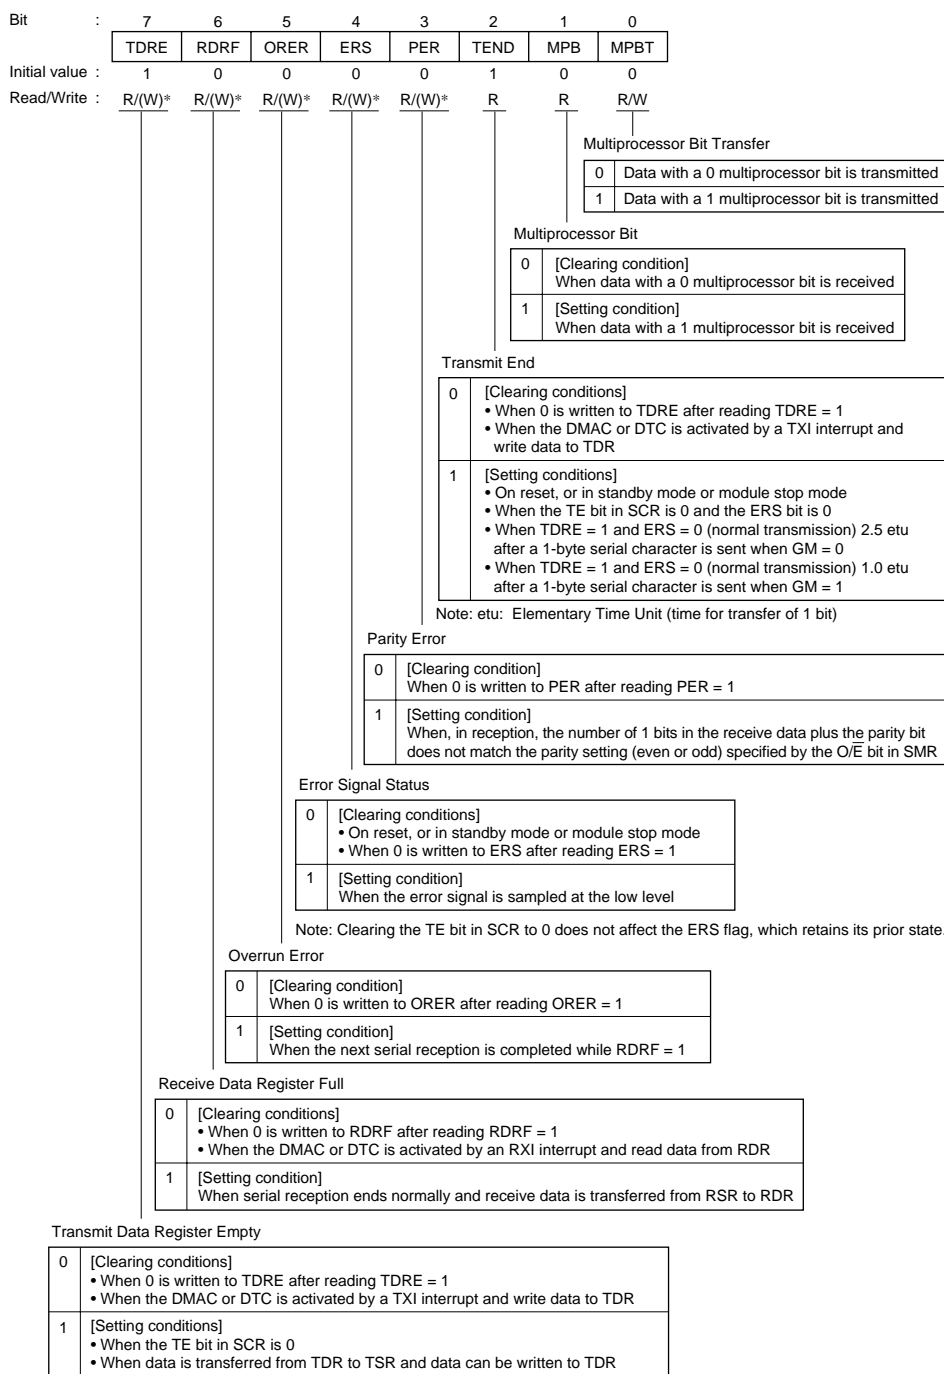 Bit : 7 6 5 4 3 2 1 0
TDRE RDRF ORER ERS PER TEND MPB MPBT
Initial value : 1 0 0 0 0 1 0 0
Read/Write : R/(W)* R/(W)* R/(W)* R/(W)* R/(W)* R R R/W
Multiprocessor Bit Transfer
0 Data with a 0 multiprocessor bit is transmitted
1 Data with a 1 multiprocessor bit is transmitted
Multiprocessor Bit
0 [Clearing condition]
When data with a 0 multiprocessor bit is received
1 [Setting condition]
When data with a 1 multiprocessor bit is received
Transmit End
0 [Clearing conditions]
• When 0 is written to TDRE after reading TDRE = 1
• When the DMAC or DTC is activated by a TXI interrupt and
write data to TDR
1 [Setting conditions]
• On reset, or in standby mode or module stop mode
• When the TE bit in SCR is 0 and the ERS bit is 0
• When TDRE = 1 and ERS = 0 (normal transmission) 2.5 etu
after a 1-byte serial character is sent when GM = 0
• When TDRE = 1 and ERS = 0 (normal transmission) 1.0 etu
after a 1-byte serial character is sent when GM = 1
Note: etu: Elementary Time Unit (time for transfer of 1 bit)
Parity Error
0 [Clearing condition]
When 0 is written to PER after reading PER = 1
1 [Setting condition]
When, in reception, the number of 1 bits in the receive data plus the parity bit
does not match the parity setting (even or odd) specified by the O/E̅ bit in SMR
Error Signal Status
0 [Clearing conditions]
• On reset, or in standby mode or module stop mode
• When 0 is written to ERS after reading ERS = 1
1 [Setting condition]
When the error signal is sampled at the low level
Note: Clearing the TE bit in SCR to 0 does not affect the ERS flag, which retains its prior state.
Overrun Error
0 [Clearing condition]
When 0 is written to ORER after reading ORER = 1
1 [Setting condition]
When the next serial reception is completed while RDRF = 1
Receive Data Register Full
0 [Clearing conditions]
• When 0 is written to RDRF after reading RDRF = 1
• When the DMAC or DTC is activated by an RXI interrupt and read data from RDR
1 [Setting condition]
When serial reception ends normally and receive data is transferred from RSR to RDR
Transmit Data Register Empty
0 [Clearing conditions]
• When 0 is written to TDRE after reading TDRE = 1
• When the DMAC or DTC is activated by a TXI interrupt and write data to TDR
1 [Setting conditions]
• When the TE bit in SCR is 0
• When data is transferred from TDR to TSR and data can be written to TDR